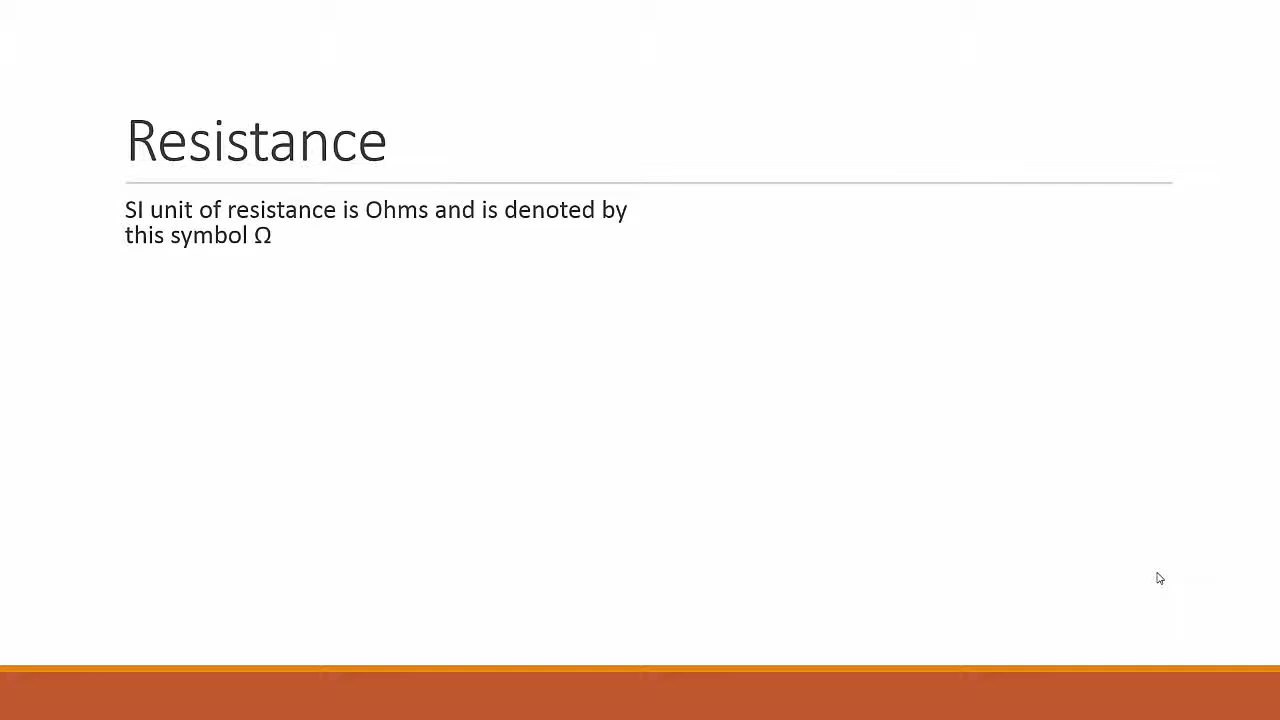 Resistance
SI unit of resistance is Ohms and is denoted by
this symbol Ω